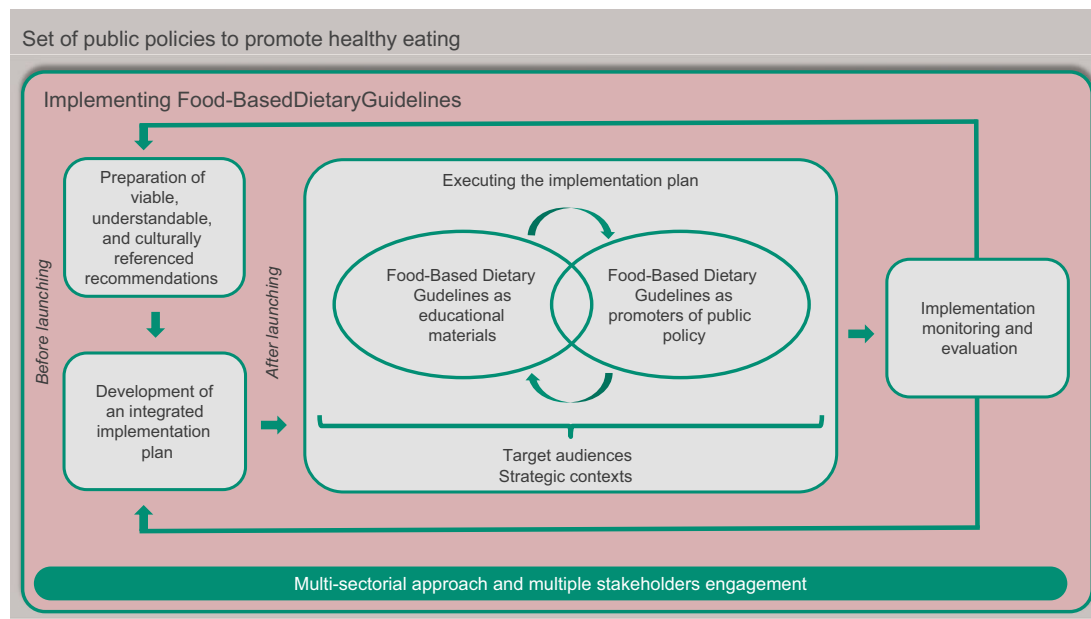 Set of public policies to promote healthy eating
Implementing Food-BasedDietaryGuidelines
Before launching
Preparation of
viable,
understandable,
and culturally
referenced
recommendations
Development of
an integrated
implementation
plan
After launching
Executing the implementation plan
Food-Based Dietary
Gudelines as
educational
materials
Food-Based Dietary
Gudelines as
promoters of public
policy
Target audiences
Strategic contexts
Implementation
monitoring and
evaluation
Multi-sectorial approach and multiple stakeholders engagement